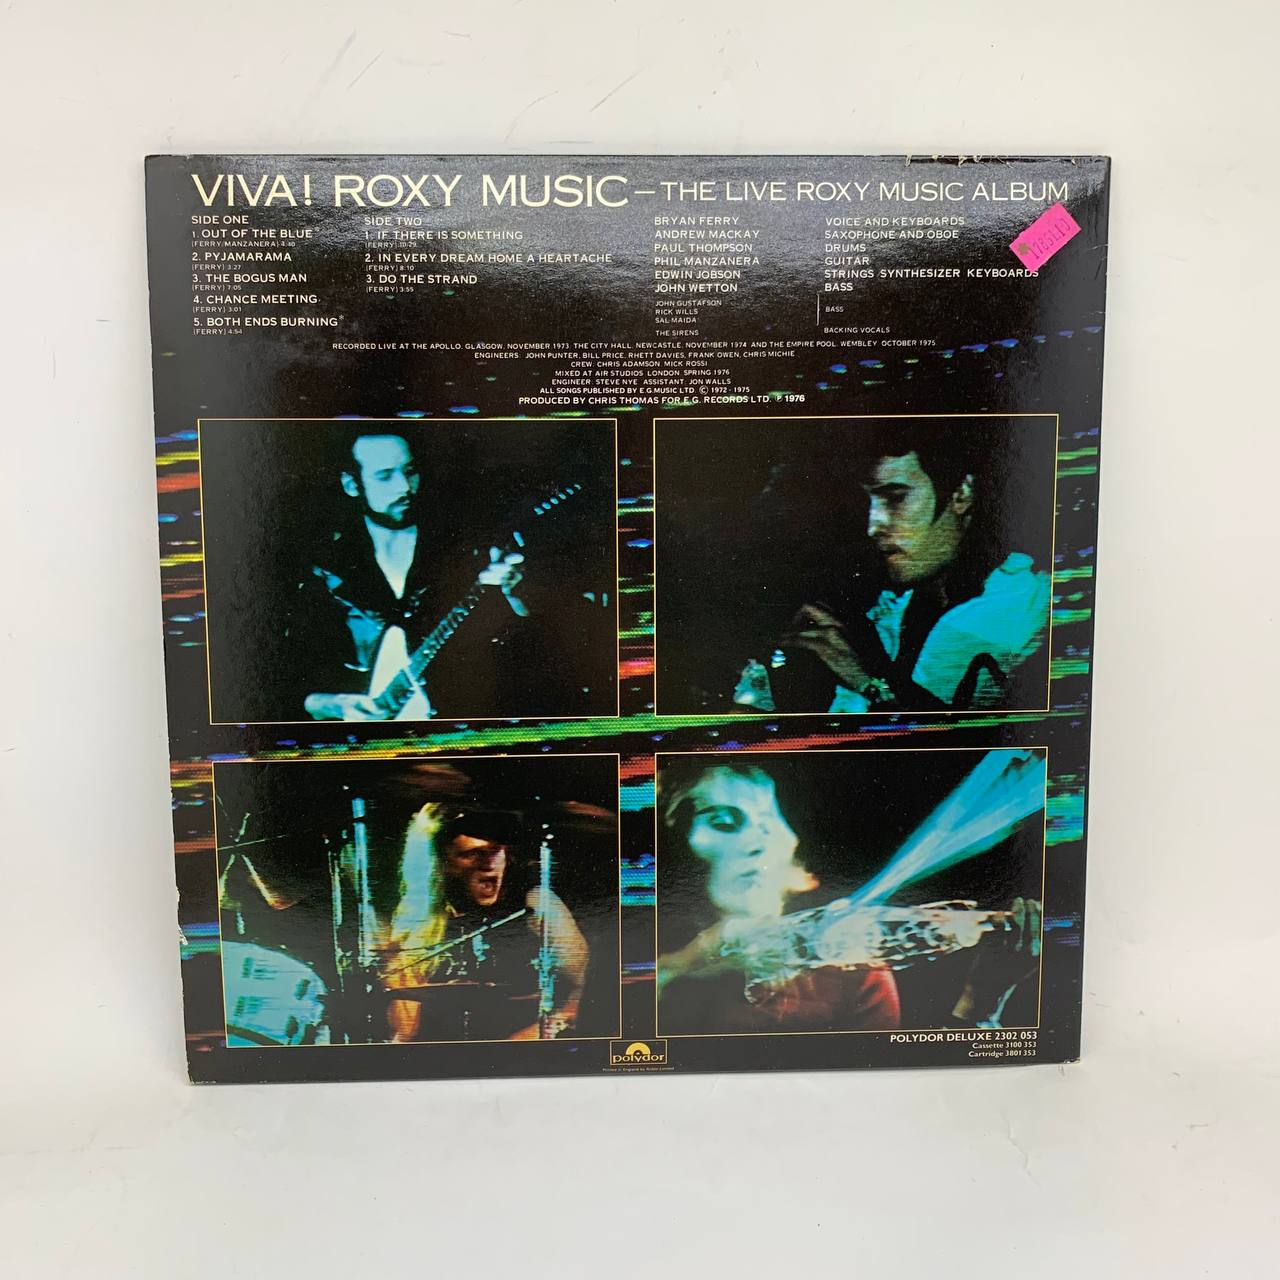 VIVA! ROXY MUSIC – THE LIVE ROXY MUSIC ALBUM
SIDE ONE
1. OUT OF THE BLUE
(FERRY/MANZANERA) 4:40
2. PYJAMARAMA
(FERRY) 3:27
3. THE BOGUS MAN
(FERRY) 7:05
4. CHANCE MEETING
(FERRY) 3:01
5. BOTH ENDS BURNING*
(FERRY) 4:54
SIDE TWO
1. IF THERE IS SOMETHING
(FERRY) 10:29
2. IN EVERY DREAM HOME A HEARTACHE
(FERRY) 8:10
3. DO THE STRAND
(FERRY) 3:55
BRYAN FERRY VOICE AND KEYBOARDS
ANDREW MACKAY SAXOPHONE AND OBOE
PAUL THOMPSON DRUMS
PHIL MANZANERA GUITAR
EDWIN JOBSON STRINGS SYNTHESIZER KEYBOARDS
JOHN WETTON BASS
JOHN GUSTAFSON
RICK WILLS BASS
SAL MAIDA
THE SIRENS BACKING VOCALS
RECORDED LIVE AT THE APOLLO, GLASGOW, NOVEMBER 1973. THE CITY HALL, NEWCASTLE, NOVEMBER 1974 AND THE EMPIRE POOL, WEMBLEY OCTOBER 1975
ENGINEERS: JOHN PUNTER, BILL PRICE, RHETT DAVIES, FRANK OWEN, CHRIS MICHIE
CREW: CHRIS ADAMSON MICK ROSSI
MIXED AT AIR STUDIOS LONDON SPRING 1976
ENGINEER: STEVE NYE ASSISTANT: JON WALLS
ALL SONGS PUBLISHED BY E.G. MUSIC LTD. © 1972 - 1975
PRODUCED BY CHRIS THOMAS FOR E.G. RECORDS LTD. ℗ 1976
POLYDOR DELUXE 2302 053
Cassette 3100 353
Cartridge 3801 353
polydor
Printed in England by Robor Limited